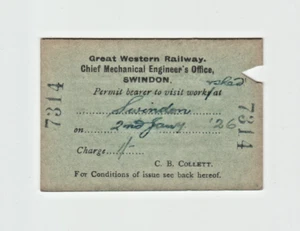 Great Western Railway.
Chief Mechanical Engineer's Office,
SWINDON.
Permit bearer to visit works at
Swindon
on 2nd Jany '26
Charge 1/-
C. B. COLLETT.
For Conditions of issue see back hereof.
7314
7314